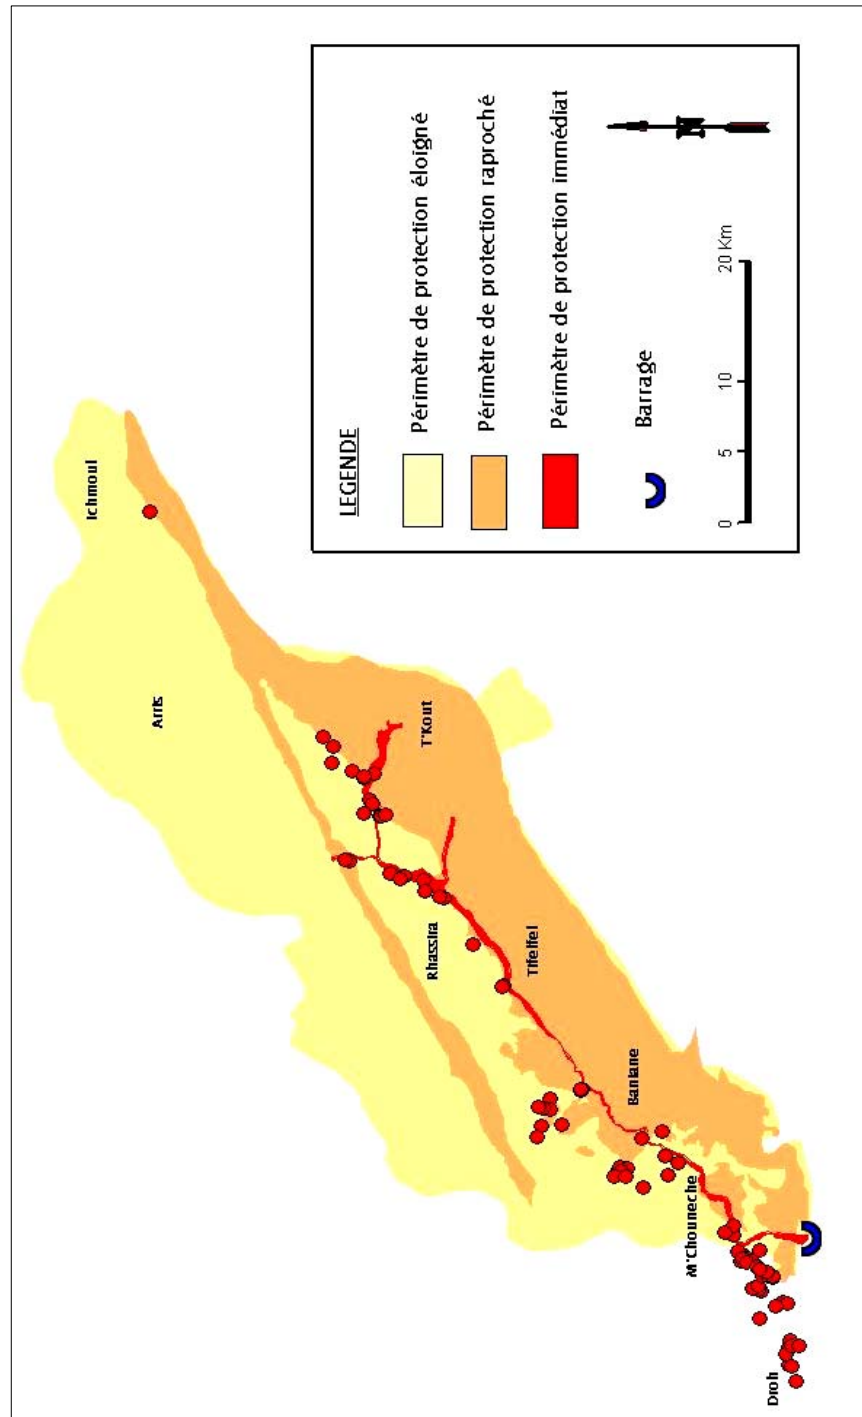 Ichmoul
Arris
T'Kout
Rhassira
Tifelfel
Baniane
M'Chouneche
Droh
LEGENDE
Périmètre de protection éloigné
Périmètre de protection raproché
Périmètre de protection immédiat
Barrage
N
0 5 10 20 Km